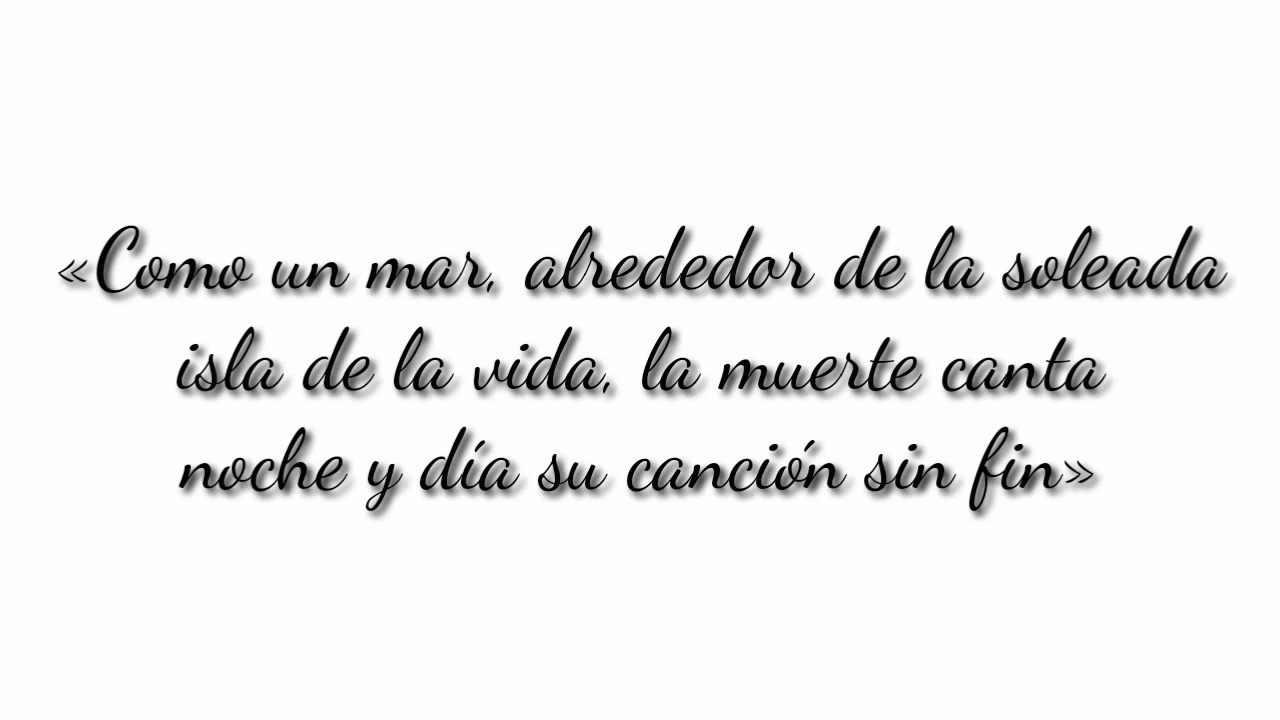 «Como un mar, alrededor de la soleada
isla de la vida, la muerte canta
noche y día su canción sin fin»